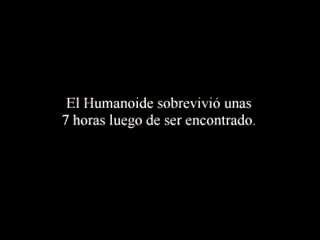 El Humanoide sobrevivió unas
7 horas luego de ser encontrado.